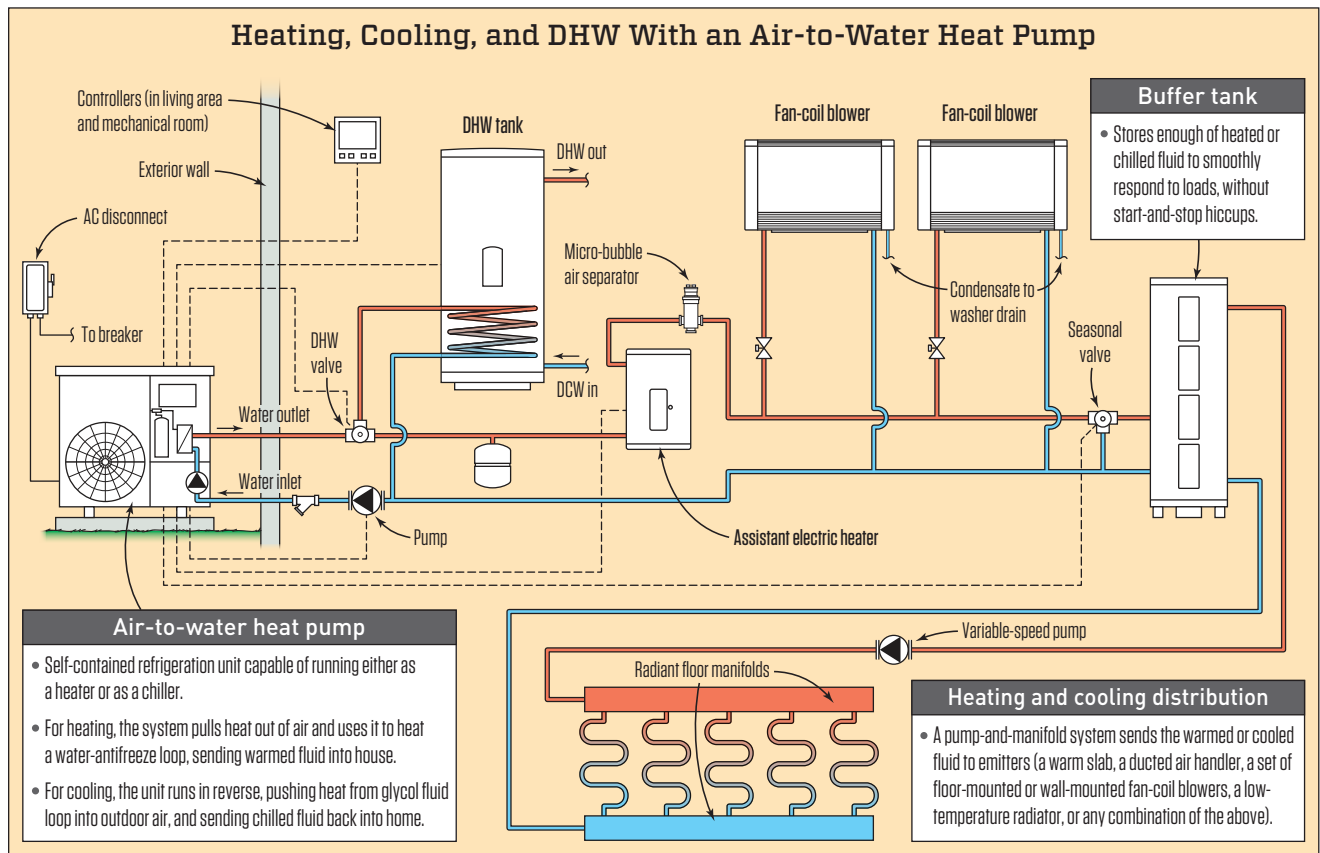 Heating, Cooling, and DHW With an Air-to-Water Heat Pump
Controllers (in living area
and mechanical room)
Exterior wall
AC disconnect
To breaker
DHW tank
DHW out
DHW
valve
DCW in
Water outlet
Water inlet
Pump
Micro-bubble
air separator
Assistant electric heater
Fan-coil blower
Fan-coil blower
Condensate to
washer drain
Seasonal
valve
Buffer tank
• Stores enough of heated or
chilled fluid to smoothly
respond to loads, without
start-and-stop hiccups.
Air-to-water heat pump
• Self-contained refrigeration unit capable of running either as
a heater or as a chiller.
• For heating, the system pulls heat out of air and uses it to heat
a water-antifreeze loop, sending warmed fluid into house.
• For cooling, the unit runs in reverse, pushing heat from glycol fluid
loop into outdoor air, and sending chilled fluid back into home.
Variable-speed pump
Radiant floor manifolds
Heating and cooling distribution
• A pump-and-manifold system sends the warmed or cooled
fluid to emitters (a warm slab, a ducted air handler, a set of
floor-mounted or wall-mounted fan-coil blowers, a low-
temperature radiator, or any combination of the above).